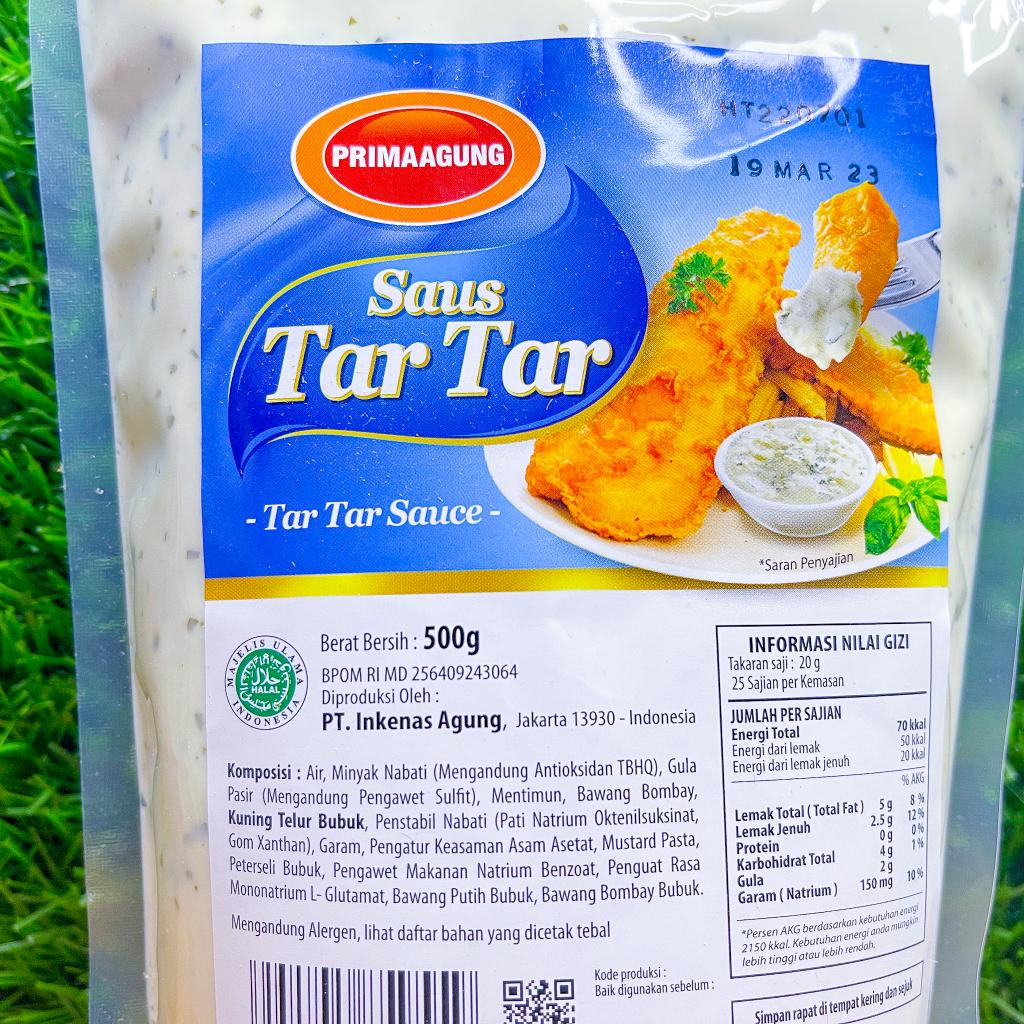 HT220701
19 MAR 23
PRIMAAGUNG
Saus
Tar Tar
- Tar Tar Sauce -
*Saran Penyajian
MAJELIS ULAMA
حلال
HALAL
INDONESIA
Berat Bersih : 500g
BPOM RI MD 256409243064
Diproduksi Oleh :
PT. Inkenas Agung, Jakarta 13930 - Indonesia
Komposisi : Air, Minyak Nabati (Mengandung Antioksidan TBHQ), Gula
Pasir (Mengandung Pengawet Sulfit), Mentimun, Bawang Bombay,
Kuning Telur Bubuk, Penstabil Nabati (Pati Natrium Oktenilsuksinat,
Gom Xanthan), Garam, Pengatur Keasaman Asam Asetat, Mustard Pasta,
Peterseli Bubuk, Pengawet Makanan Natrium Benzoat, Penguat Rasa
Mononatrium L- Glutamat, Bawang Putih Bubuk, Bawang Bombay Bubuk.
Mengandung Alergen, lihat daftar bahan yang dicetak tebal
INFORMASI NILAI GIZI
Takaran saji : 20 g
25 Sajian per Kemasan
JUMLAH PER SAJIAN
Energi Total 70 kkal
Energi dari lemak 50 kkal
Energi dari lemak jenuh 20 kkal
% AKG
Lemak Total ( Total Fat ) 5 g 8 %
Lemak Jenuh 2.5 g 12 %
Protein 0 g 0 %
Karbohidrat Total 4 g 1 %
Gula 2 g
Garam ( Natrium ) 150 mg 10 %
*Persen AKG berdasarkan kebutuhan energi
2150 kkal. Kebutuhan energi anda mungkin
lebih tinggi atau lebih rendah.
Kode produksi :
Baik digunakan sebelum :
Simpan rapat di tempat kering dan sejuk